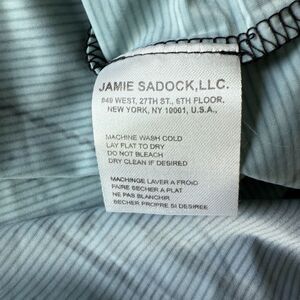 JAMIE SADOCK,LLC.
#49 WEST, 27TH ST., 6TH FLOOR,
NEW YORK, NY 10001, U.S.A.,
MACHINE WASH COLD
LAY FLAT TO DRY
DO NOT BLEACH
DRY CLEAN IF DESIRED
MACHINGE LAVER A FROID
FAIRE SECHER A PLAT
NE PAS BLANCHIR
BECHER PROPRE SI DESIREE